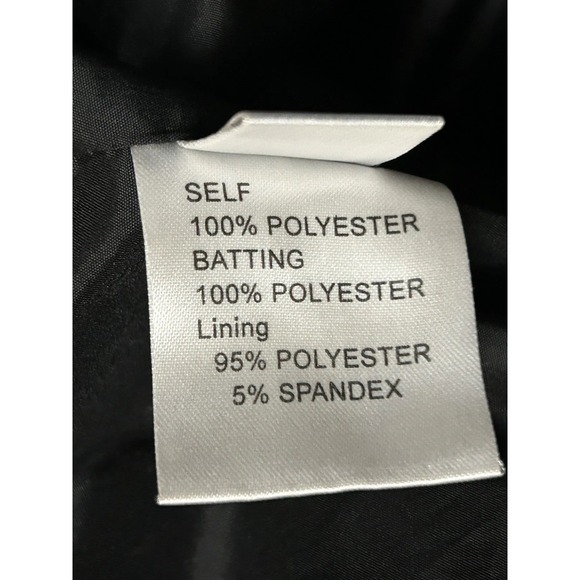 SELF
100% POLYESTER
BATTING
100% POLYESTER
Lining
95% POLYESTER
5% SPANDEX